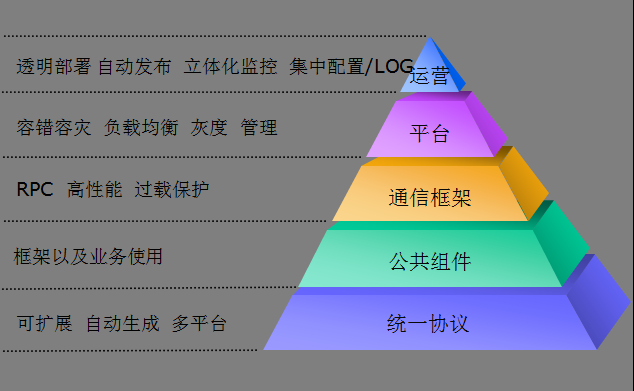 透明部署 自动发布 立体化监控 集中配置/LOG
运营
容错容灾 负载均衡 灰度 管理
平台
RPC 高性能 过载保护
通信框架
框架以及业务使用
公共组件
可扩展 自动生成 多平台
统一协议